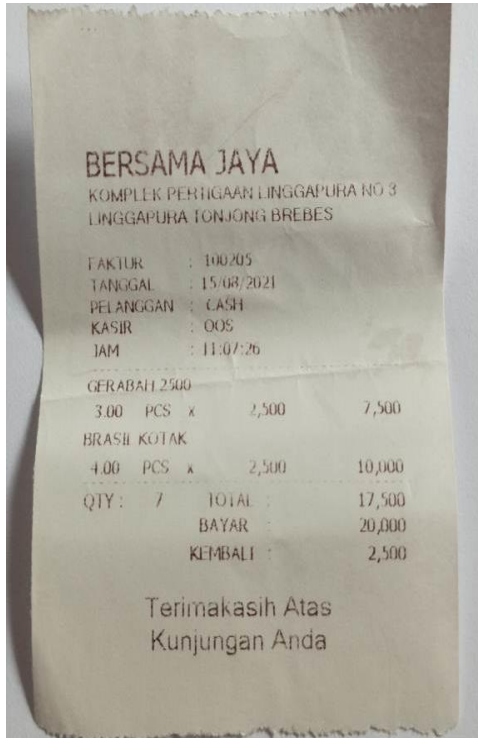 BERSAMA JAYA
KOMPLEK PERTIGAAN LINGGAPURA NO 3
LINGGAPURA TONJONG BREBES
FAKTUR : 100205
TANGGAL : 15/08/2021
PELANGGAN : CASH
KASIR : OOS
JAM : 11:07:26
GERABAH 2500
3.00 PCS x 2,500 7,500
BRASIL KOTAK
4.00 PCS x 2,500 10,000
QTY : 7 TOTAL : 17,500
BAYAR : 20,000
KEMBALI : 2,500
Terimakasih Atas
Kunjungan Anda